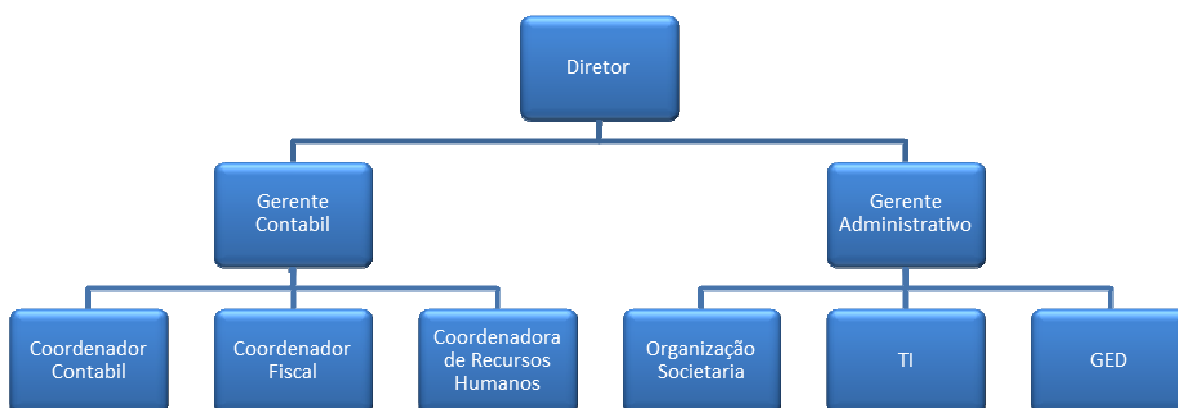 Diretor
Gerente
Contabil
Gerente
Administrativo
Coordenador
Contabil
Coordenador
Fiscal
Coordenadora
de Recursos
Humanos
Organização
Societaria
TI
GED